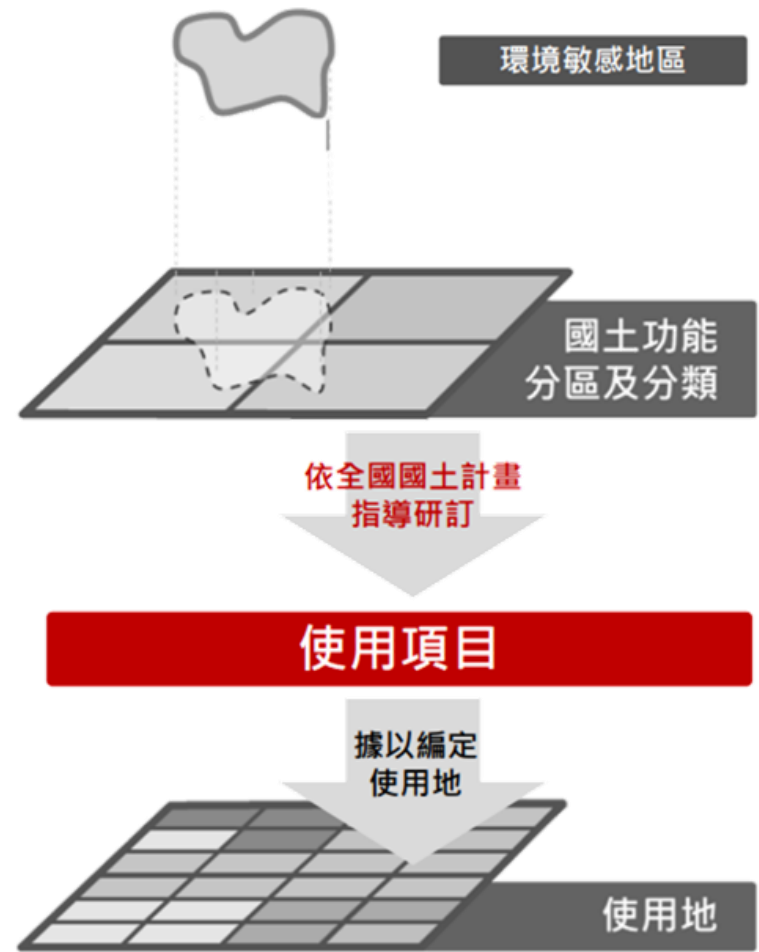 環境敏感地區
國土功能
分區及分類
依全國國土計畫
指導研訂
使用項目
據以編定
使用地
使用地